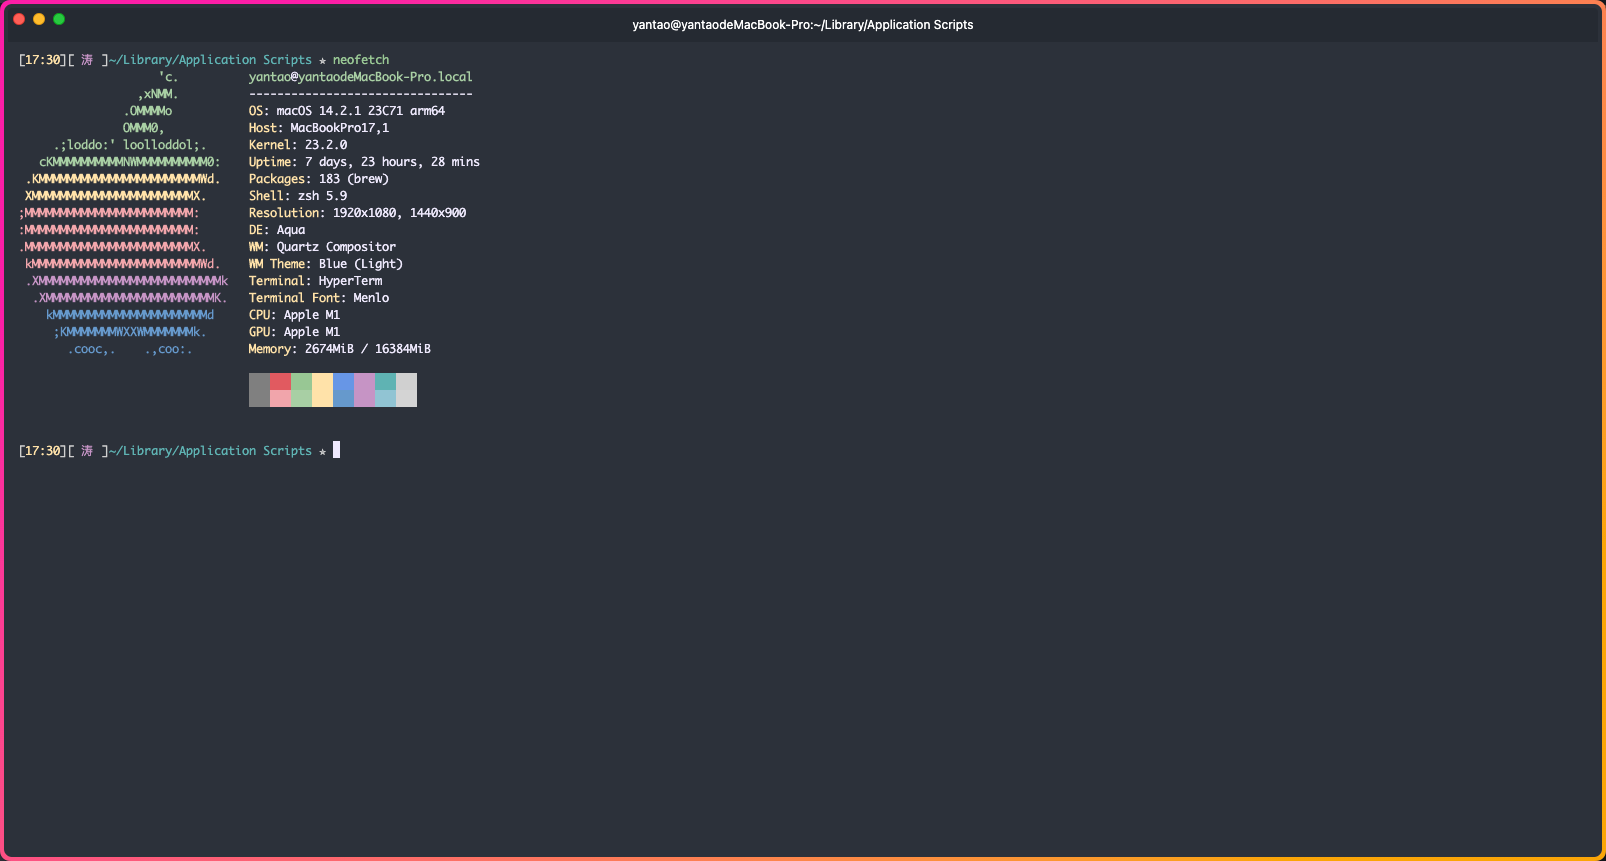 yantao@yantaodeMacBook-Pro:~/Library/Application Scripts
[17:30][ 涛 ]~/Library/Application Scripts ★ neofetch
                    'c.          yantao@yantaodeMacBook-Pro.local
                 ,xNMM.          --------------------------------
               .OMMMMo           OS: macOS 14.2.1 23C71 arm64
               OMMM0,            Host: MacBookPro17,1
     .;loddo:' loolloddol;.      Kernel: 23.2.0
   cKMMMMMMMMMMNWMMMMMMMMMM0:    Uptime: 7 days, 23 hours, 28 mins
 .KMMMMMMMMMMMMMMMMMMMMMMMWd.    Packages: 183 (brew)
 XMMMMMMMMMMMMMMMMMMMMMMMX.      Shell: zsh 5.9
;MMMMMMMMMMMMMMMMMMMMMMMM:       Resolution: 1920x1080, 1440x900
:MMMMMMMMMMMMMMMMMMMMMMMM:       DE: Aqua
.MMMMMMMMMMMMMMMMMMMMMMMMX.      WM: Quartz Compositor
 kMMMMMMMMMMMMMMMMMMMMMMMMWd.    WM Theme: Blue (Light)
 .XMMMMMMMMMMMMMMMMMMMMMMMMMMk   Terminal: HyperTerm
  .XMMMMMMMMMMMMMMMMMMMMMMMMK.   Terminal Font: Menlo
    kMMMMMMMMMMMMMMMMMMMMMMd     CPU: Apple M1
     ;KMMMMMMMWXXWMMMMMMMk.      GPU: Apple M1
       .cooc,.    .,coo:.        Memory: 2674MiB / 16384MiB
[17:30][ 涛 ]~/Library/Application Scripts ★